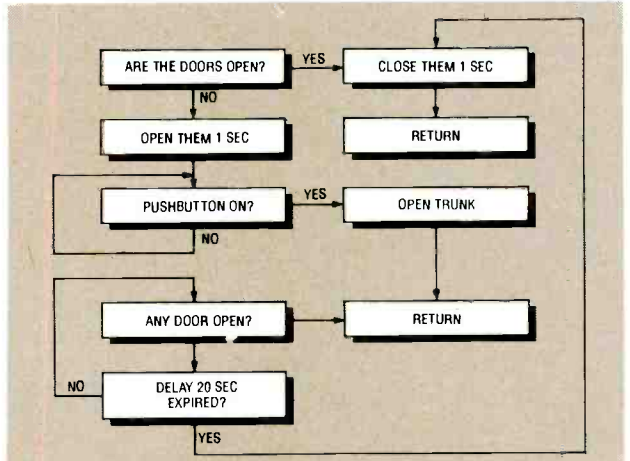 ARE THE DOORS OPEN?
YES
CLOSE THEM 1 SEC
NO
OPEN THEM 1 SEC
RETURN
PUSHBUTTON ON?
YES
OPEN TRUNK
NO
ANY DOOR OPEN?
RETURN
NO
DELAY 20 SEC
EXPIRED?
YES